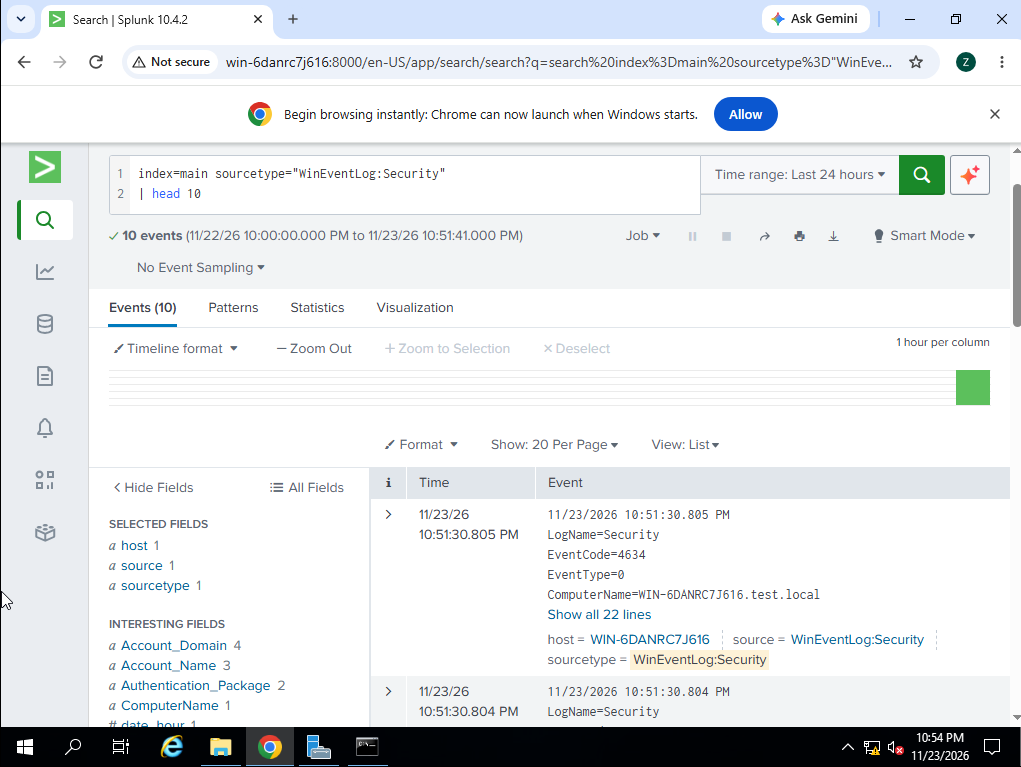 Search | Splunk 10.4.2
Ask Gemini
Not secure
win-6danrc7j616:8000/en-US/app/search/search?q=search%20index%3Dmain%20sourcetype%3D"WinEve...
Z
Begin browsing instantly: Chrome can now launch when Windows starts.
Allow
1 index=main sourcetype="WinEventLog:Security"
2 | head 10
Time range: Last 24 hours
10 events (11/22/26 10:00:00.000 PM to 11/23/26 10:51:41.000 PM)
Job
Smart Mode
No Event Sampling
Events (10)
Patterns
Statistics
Visualization
Timeline format
Zoom Out
Zoom to Selection
Deselect
1 hour per column
Format
Show: 20 Per Page
View: List
Hide Fields
All Fields
i
Time
Event
SELECTED FIELDS
a host 1
a source 1
a sourcetype 1
INTERESTING FIELDS
a Account_Domain 4
a Account_Name 3
a Authentication_Package 2
a ComputerName 1
# date_hour 1
11/23/26
10:51:30.805 PM
11/23/2026 10:51:30.805 PM
LogName=Security
EventCode=4634
EventType=0
ComputerName=WIN-6DANRC7J616.test.local
Show all 22 lines
host = WIN-6DANRC7J616
source = WinEventLog:Security
sourcetype = WinEventLog:Security
11/23/26
10:51:30.804 PM
11/23/2026 10:51:30.804 PM
LogName=Security
10:54 PM
11/23/2026